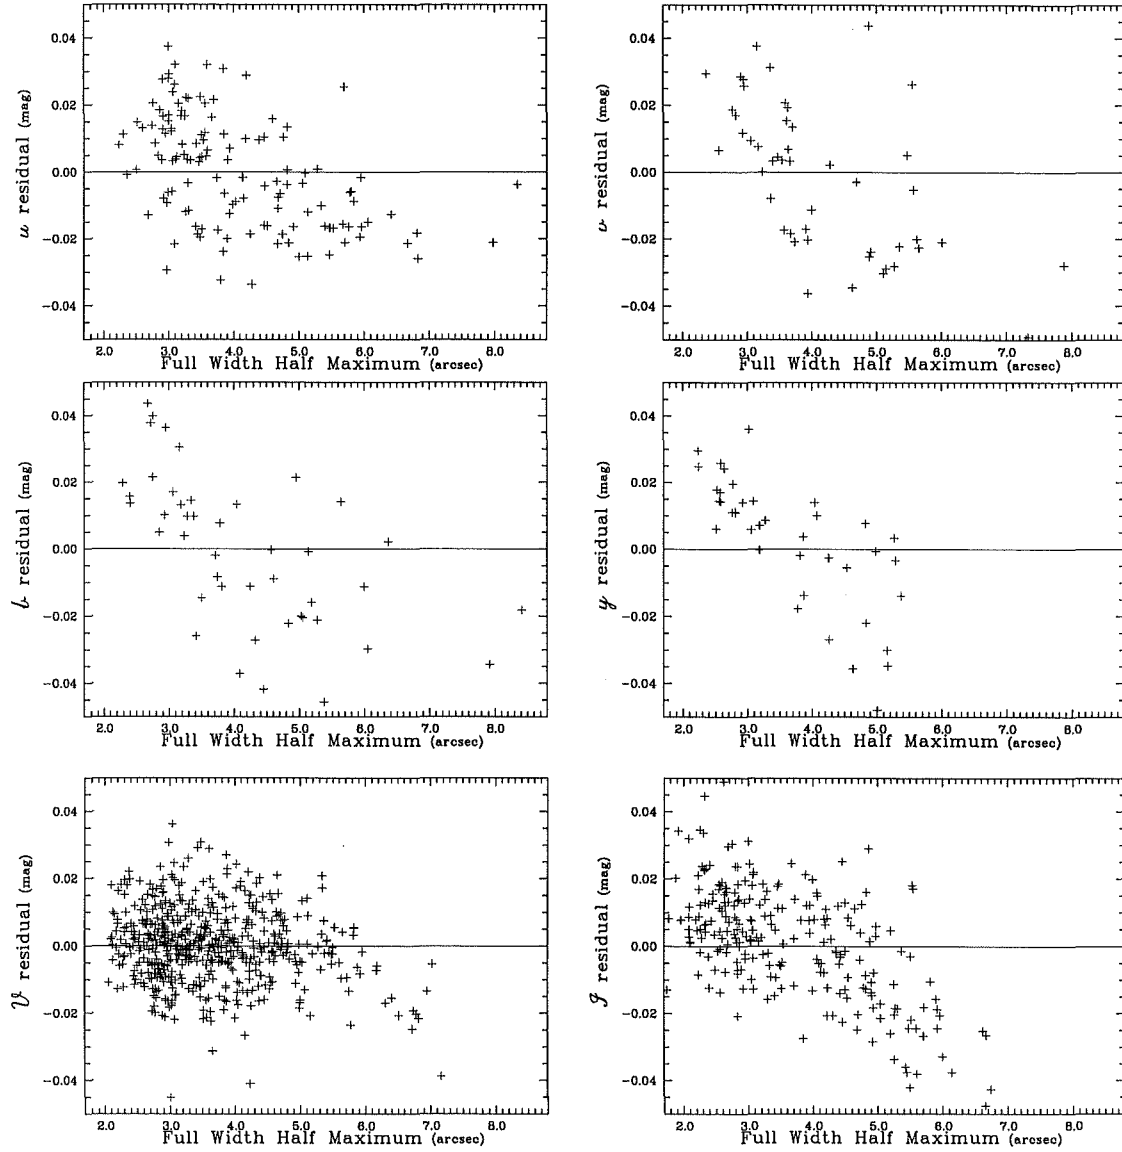 0.04
0.02
0.00
−0.02
−0.04
u residual (mag)
2.0 3.0 4.0 5.0 6.0 7.0 8.0
Full Width Half Maximum (arcsec)
0.04
0.02
0.00
−0.02
−0.04
v residual (mag)
2.0 3.0 4.0 5.0 6.0 7.0 8.0
Full Width Half Maximum (arcsec)
0.04
0.02
0.00
−0.02
−0.04
b residual (mag)
2.0 3.0 4.0 5.0 6.0 7.0 8.0
Full Width Half Maximum (arcsec)
0.04
0.02
0.00
−0.02
−0.04
y residual (mag)
2.0 3.0 4.0 5.0 6.0 7.0 8.0
Full Width Half Maximum (arcsec)
0.04
0.02
0.00
−0.02
−0.04
V residual (mag)
2.0 3.0 4.0 5.0 6.0 7.0 8.0
Full Width Half Maximum (arcsec)
0.04
0.02
0.00
−0.02
−0.04
I residual (mag)
2.0 3.0 4.0 5.0 6.0 7.0 8.0
Full Width Half Maximum (arcsec)